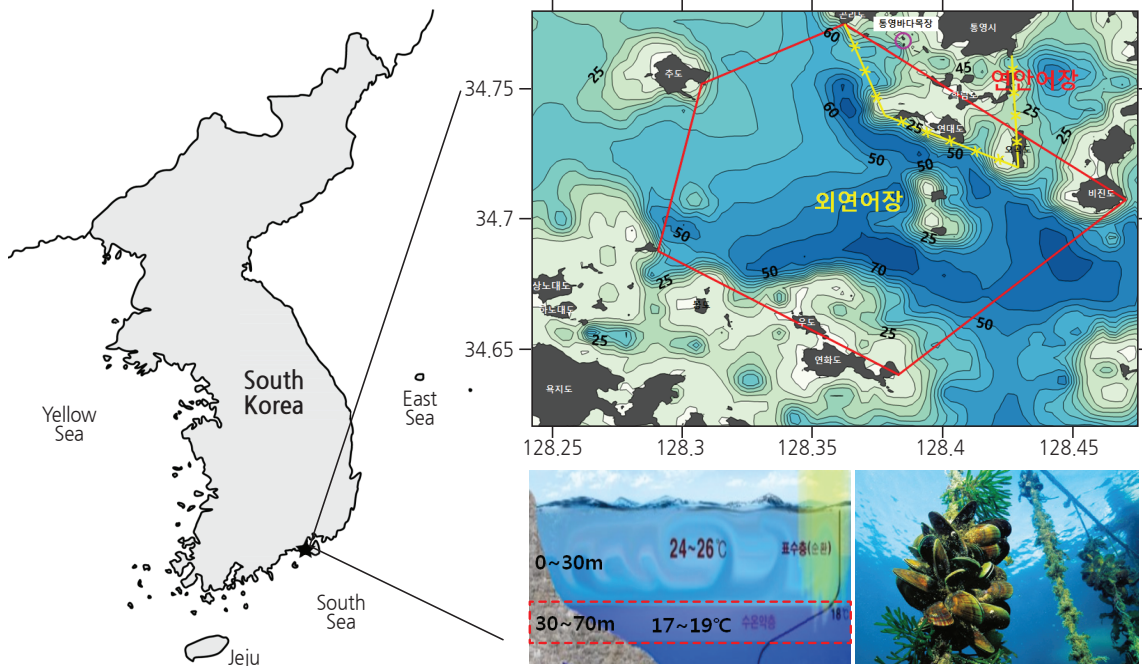 South
Korea
Yellow
Sea
East
Sea
South
Sea
Jeju
34.75
34.7
34.65
128.25
128.3
128.35
128.4
128.45
통영바다목장
통영시
60
25
추도
45
연안어장
60
25
25
연대도
25
50
50
50
비진도
외연어장
50
25
50
70
25
상노대도
하노대도
25
우도
25
50
연화도
욕지도
24~26℃
표수층(순환)
0~30m
30~70m
17~19℃
수온약층